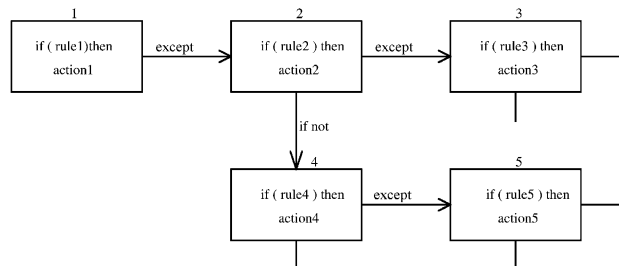 1
2
3
if ( rule1)then
action1
except
if ( rule2 ) then
action2
except
if ( rule3 ) then
action3
if not
4
5
if ( rule4 ) then
action4
except
if ( rule5 ) then
action5